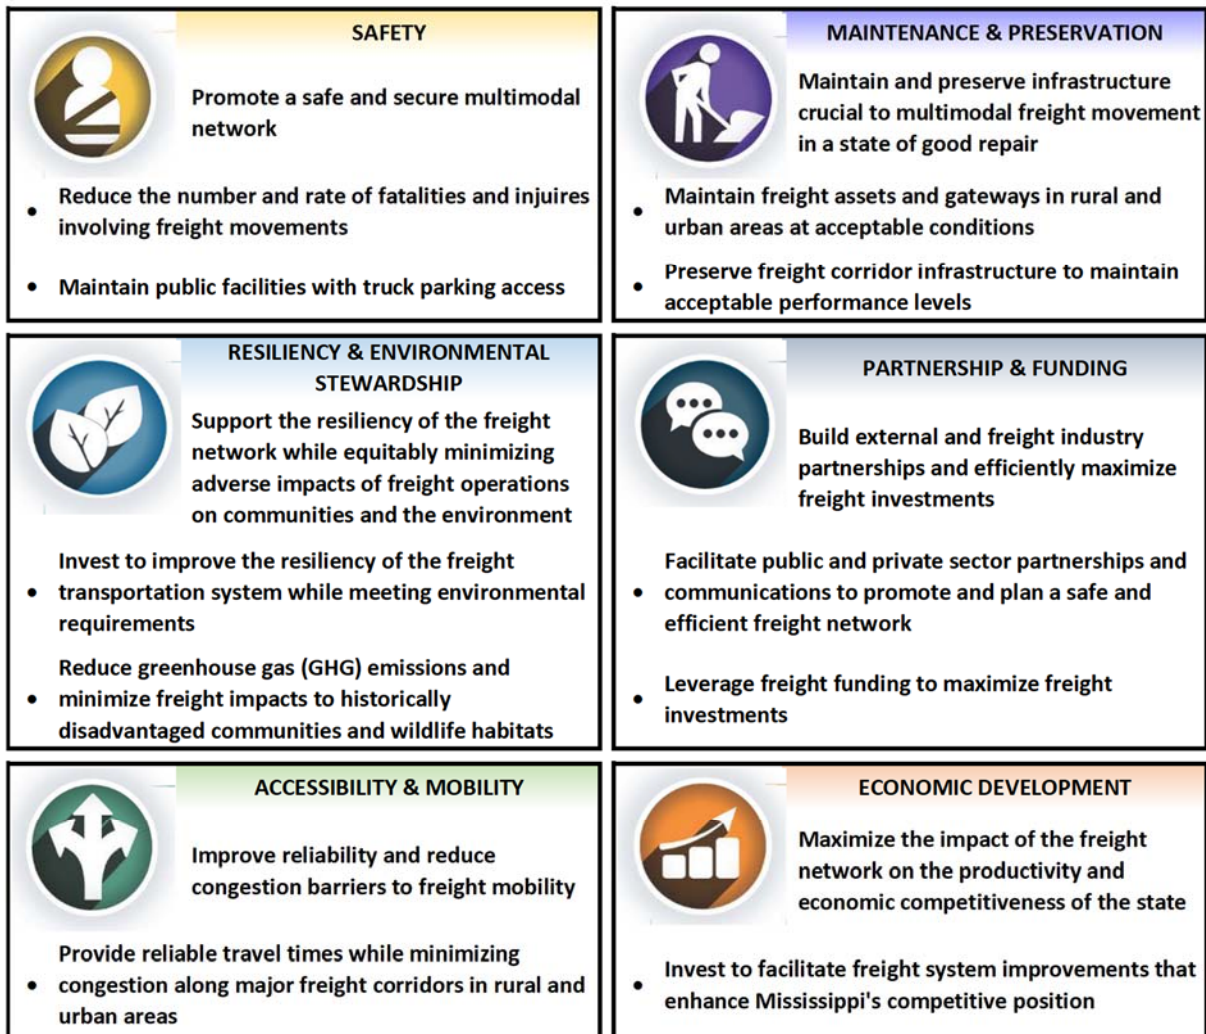 SAFETY
Promote a safe and secure multimodal
network
• Reduce the number and rate of fatalities and injuires
involving freight movements
• Maintain public facilities with truck parking access
MAINTENANCE & PRESERVATION
Maintain and preserve infrastructure
crucial to multimodal freight movement
in a state of good repair
• Maintain freight assets and gateways in rural and
urban areas at acceptable conditions
• Preserve freight corridor infrastructure to maintain
acceptable performance levels
RESILIENCY & ENVIRONMENTAL
STEWARDSHIP
Support the resiliency of the freight
network while equitably minimizing
adverse impacts of freight operations
on communities and the environment
Invest to improve the resiliency of the freight
• transportation system while meeting environmental
requirements
Reduce greenhouse gas (GHG) emissions and
• minimize freight impacts to historically
disadvantaged communities and wildlife habitats
PARTNERSHIP & FUNDING
Build external and freight industry
partnerships and efficiently maximize
freight investments
Facilitate public and private sector partnerships and
• communications to promote and plan a safe and
efficient freight network
• Leverage freight funding to maximize freight
investments
ACCESSIBILITY & MOBILITY
Improve reliability and reduce
congestion barriers to freight mobility
Provide reliable travel times while minimizing
• congestion along major freight corridors in rural and
urban areas
ECONOMIC DEVELOPMENT
Maximize the impact of the freight
network on the productivity and
economic competitiveness of the state
• Invest to facilitate freight system improvements that
enhance Mississippi's competitive position